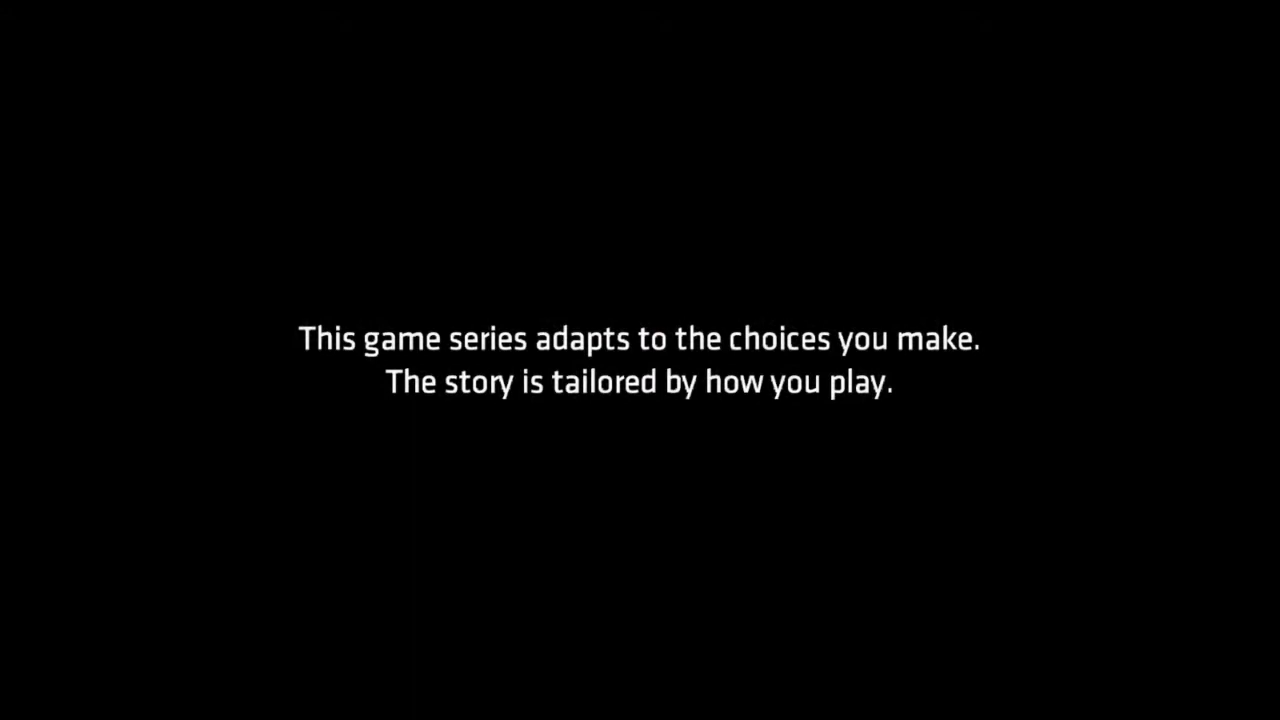 This game series adapts to the choices you make.
The story is tailored by how you play.